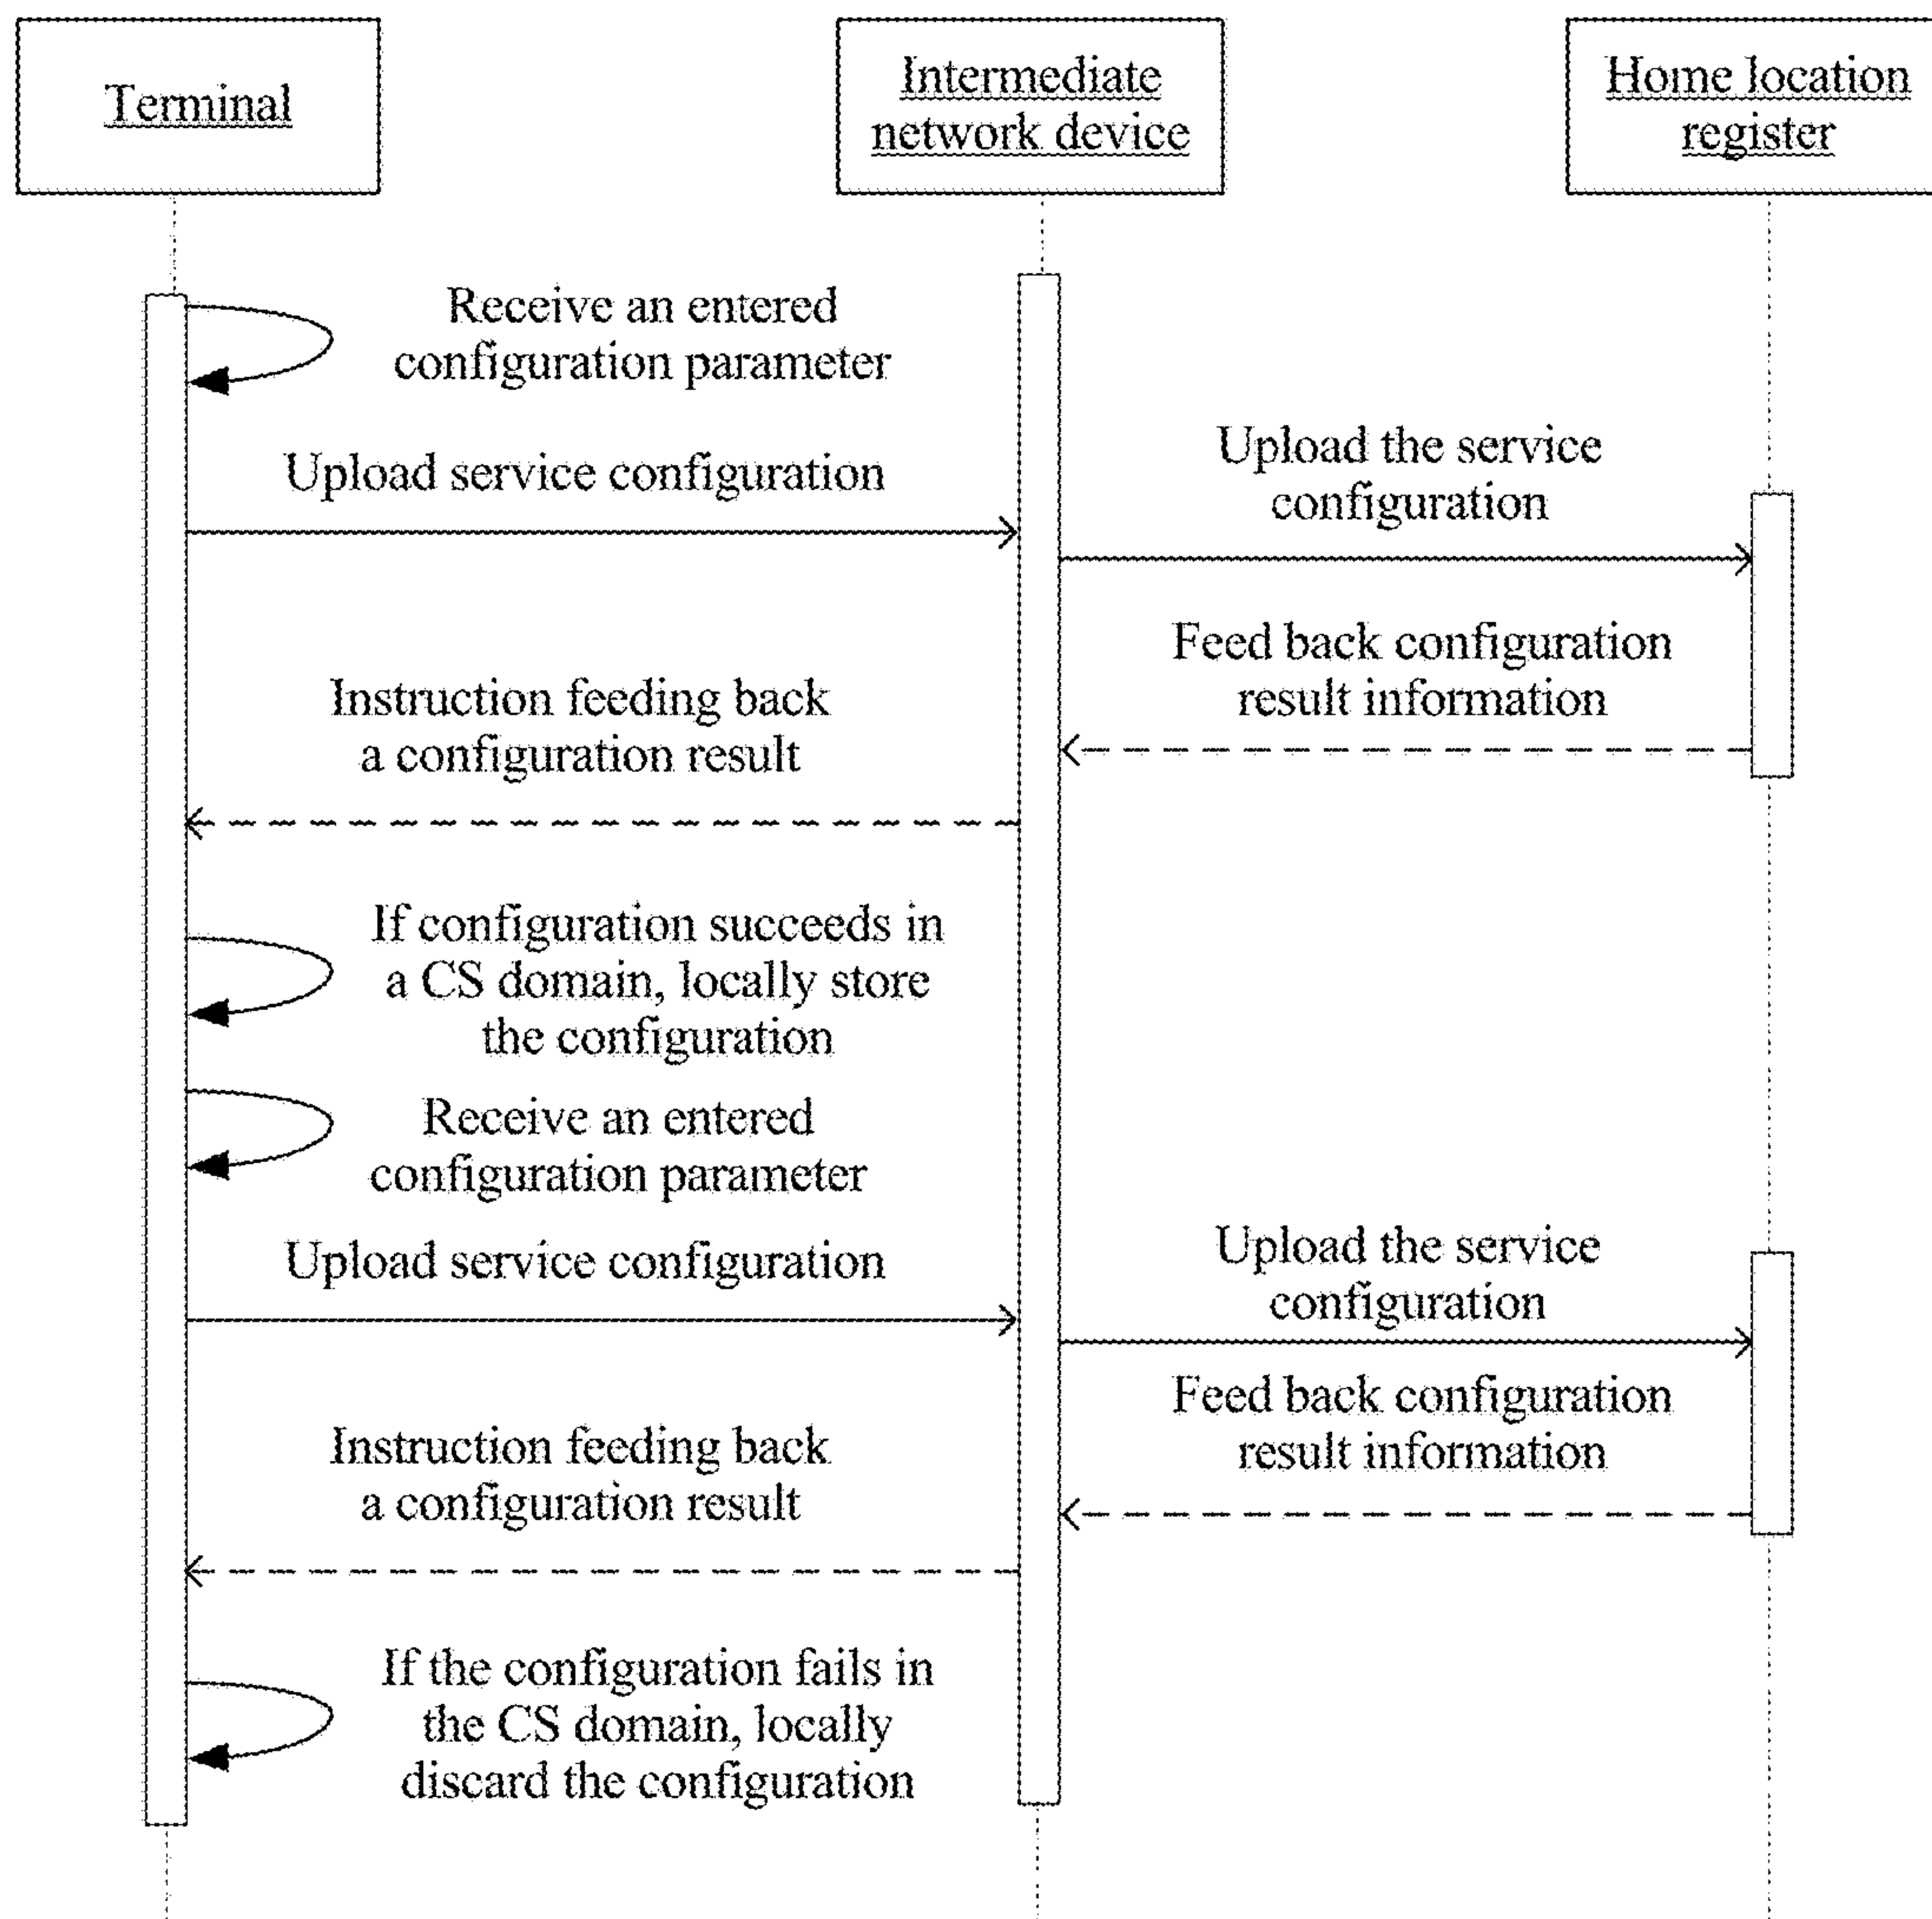 Terminal
Intermediate
network device
Home location
register
Receive an entered
configuration parameter
Upload service configuration
Upload the service
configuration
Feed back configuration
result information
Instruction feeding back
a configuration result
If configuration succeeds in
a CS domain, locally store
the configuration
Receive an entered
configuration parameter
Upload service configuration
Upload the service
configuration
Feed back configuration
result information
Instruction feeding back
a configuration result
If the configuration fails in
the CS domain, locally
discard the configuration